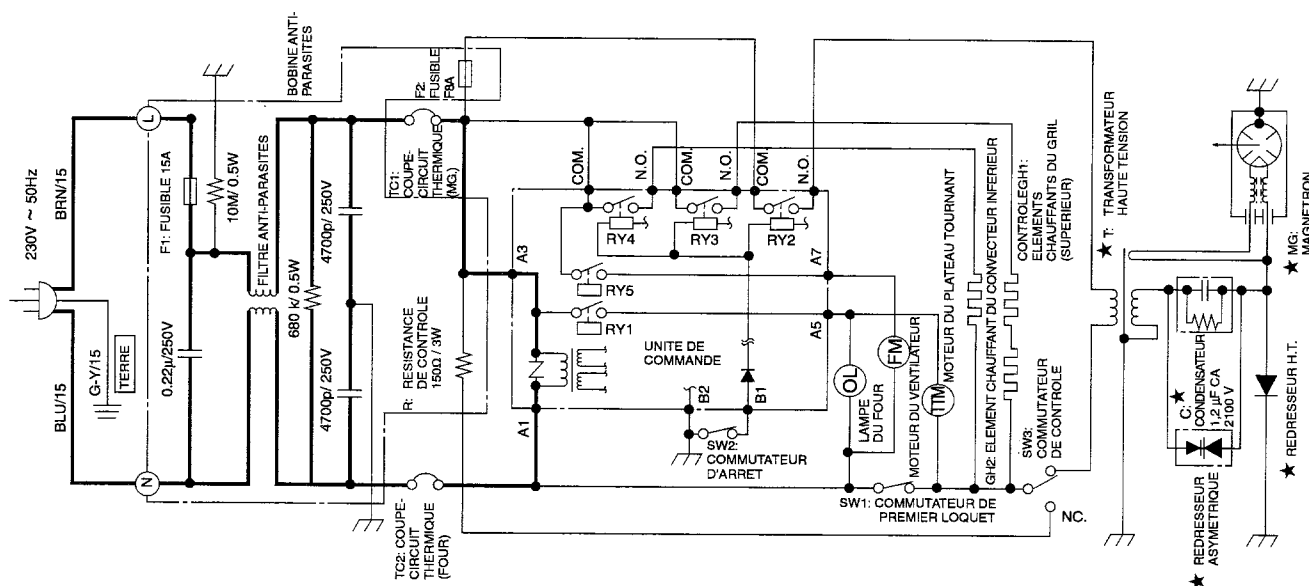 230V ~ 50Hz
BRN/15
BLU/15
G-Y/15
TERRE
L
N
F1: FUSIBLE 15A
10M/ 0.5W
0.22µ/250V
FILTRE ANTI-PARASITES
680 k/ 0.5W
4700p/ 250V
4700p/ 250V
BOBINE ANTI-
PARASITES
F2:
FUSIBLE
F8A
TC1:
COUPE-
CIRCUIT
THERMIQUE
(MG.)
R: RESISTANCE
DE CONTROLE
150Ω / 3W
TC2: COUPE-
CIRCUIT
THERMIQUE
(FOUR)
A3
A1
COM.
N.O.
COM.
N.O.
COM.
N.O.
RY4
RY3
RY2
RY5
RY1
A7
A5
UNITE DE
COMMANDE
B2
B1
SW2:
COMMUTATEUR
D'ARRET
OL
LAMPE
DU FOUR
FM
MOTEUR DU VENTILATEUR
TTM
MOTEUR DU PLATEAU TOURNANT
SW1: COMMUTATEUR DE
PREMIER LOQUET
GH2: ELEMENT CHAUFFANT DU CONVECTEUR INFERIEUR
CONTROLEGH1:
ELEMENTS
CHAUFFANTS DU GRIL
(SUPERIEUR)
SW3:
COMMUTATEUR
DE CONTROLE
NC.
★ T: TRANSFORMATEUR
HAUTE TENSION
★ C:
CONDENSATEUR
1,2 µF CA
2100 V
★ REDRESSEUR
ASYMETRIQUE
★ MG:
MAGNETRON
★ REDRESSEUR H.T.